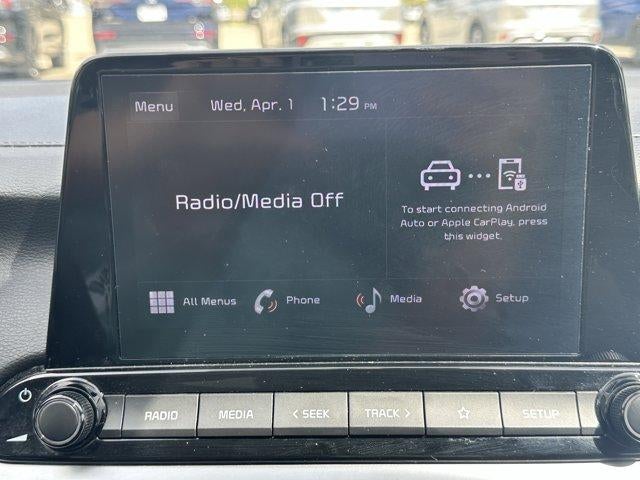 Menu Wed, Apr. 1 1:29 PM
Radio/Media Off
To start connecting Android
Auto or Apple CarPlay, press
this widget.
All Menus Phone Media Setup
RADIO MEDIA < SEEK TRACK > SETUP